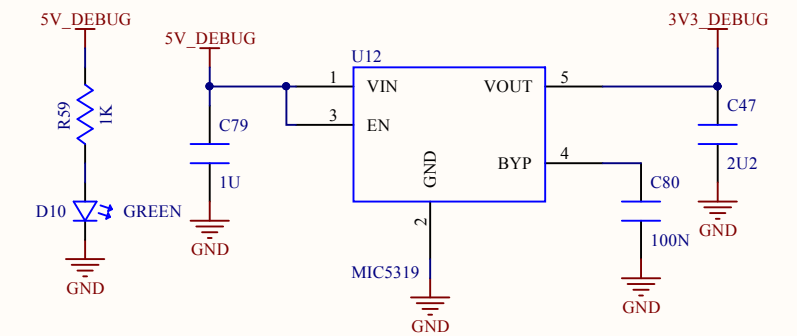 5V_DEBUG
R59
1K
D10
GREEN
GND
5V_DEBUG
C79
1U
GND
U12
1
VIN
3
EN
VOUT
5
BYP
4
GND
2
MIC5319
GND
3V3_DEBUG
C47
2U2
GND
C80
100N
GND